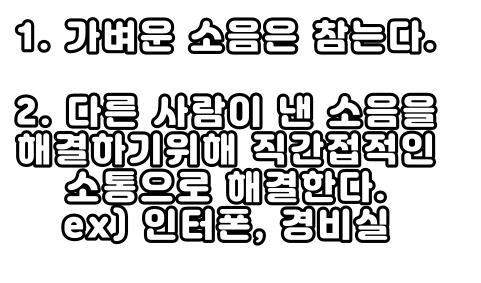 1. 가벼운 소음은 참는다.
2. 다른 사람이 낸 소음을
해결하기위해 직간접적인
소통으로 해결한다.
ex) 인터폰, 경비실